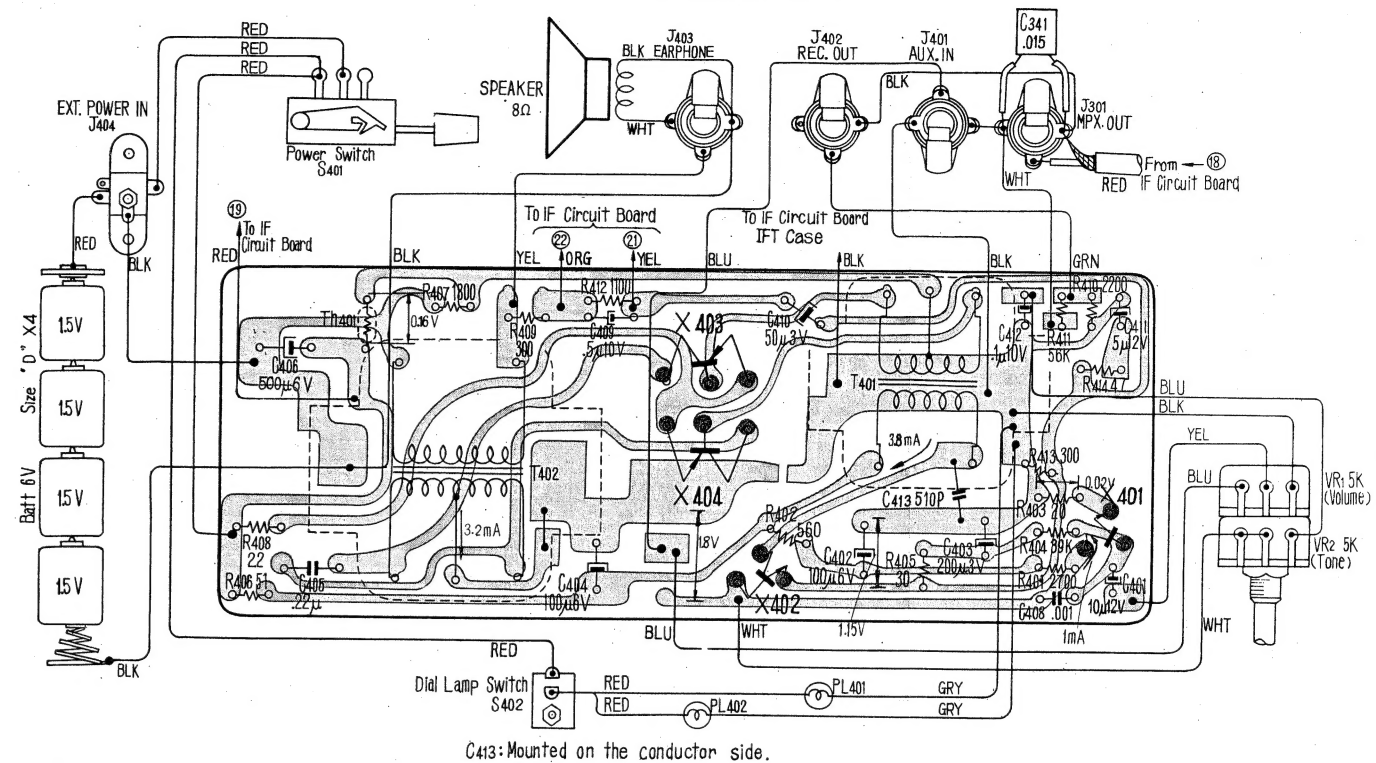 RED
RED
RED
EXT. POWER IN
J404
Power Switch
S401
SPEAKER
8Ω
J403
BLK EARPHONE
WHT
J402
REC. OUT
BLK
J401
AUX. IN
C341
.015
J301
MPX. OUT
From ← 18
IF Circuit Board
RED
WHT
19
To IF
Circuit Board
RED
BLK
RED
BLK
To IF Circuit Board
22
21
YEL
ORG
YEL
BLU
To IF Circuit Board
IFT Case
BLK
BLK
GRN
Size "D" X4
Batt 6V
1.5V
1.5V
1.5V
1.5V
BLK
Th401
R407 1800
0.16V
C406
500μ6V
R409
390
R412 1100
C409
.5μ10V
X403
C410
50μ3V
C412
.1μ10V
R410 2200
R411
56K
C411
5μ12V
R414 47
T401
T402
X404
3.8mA
3.2mA
C413 510P
R413 300
0.02V
X401
R403 20
R404 39K
R401 2700
C408 .001
C401
10μ12V
1mA
R402
560
C402
100μ6V
R405
30
C403
200μ3V
1.15V
1.8V
X402
C404
100μ6V
R408
2.2
R406 51
C405
.22μ
BLU
BLK
YEL
BLU
VR1 5K
(Volume)
VR2 5K
(Tone)
WHT
BLU
WHT
RED
Dial Lamp Switch
S402
RED
RED
PL401
PL402
GRY
GRY
C413: Mounted on the conductor side.